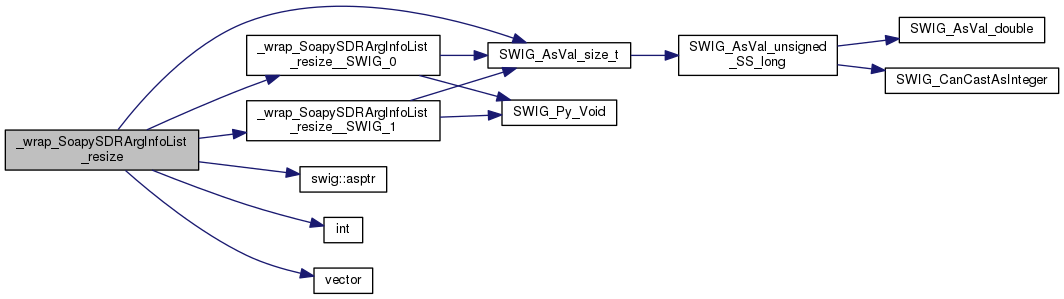 _wrap_SoapySDRArgInfoList
_resize
_wrap_SoapySDRArgInfoList
_resize__SWIG_0
_wrap_SoapySDRArgInfoList
_resize__SWIG_1
swig::asptr
int
vector
SWIG_AsVal_size_t
SWIG_Py_Void
SWIG_AsVal_unsigned
_SS_long
SWIG_AsVal_double
SWIG_CanCastAsInteger